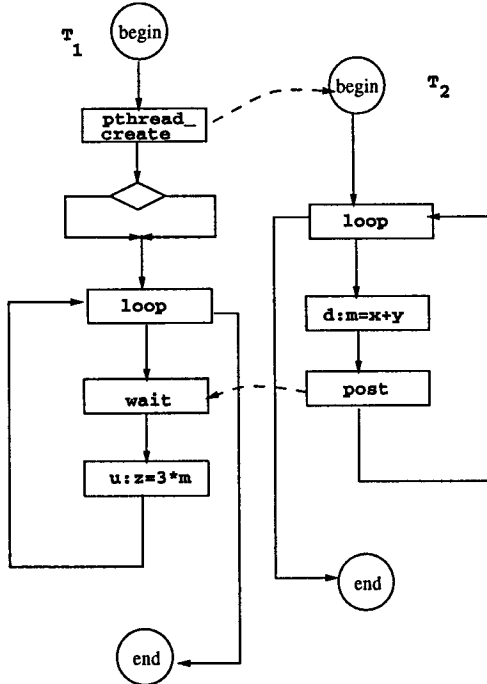 T1
begin
pthread_
create
loop
wait
u:z=3*m
end
begin
T2
loop
d:m=x+y
post
end